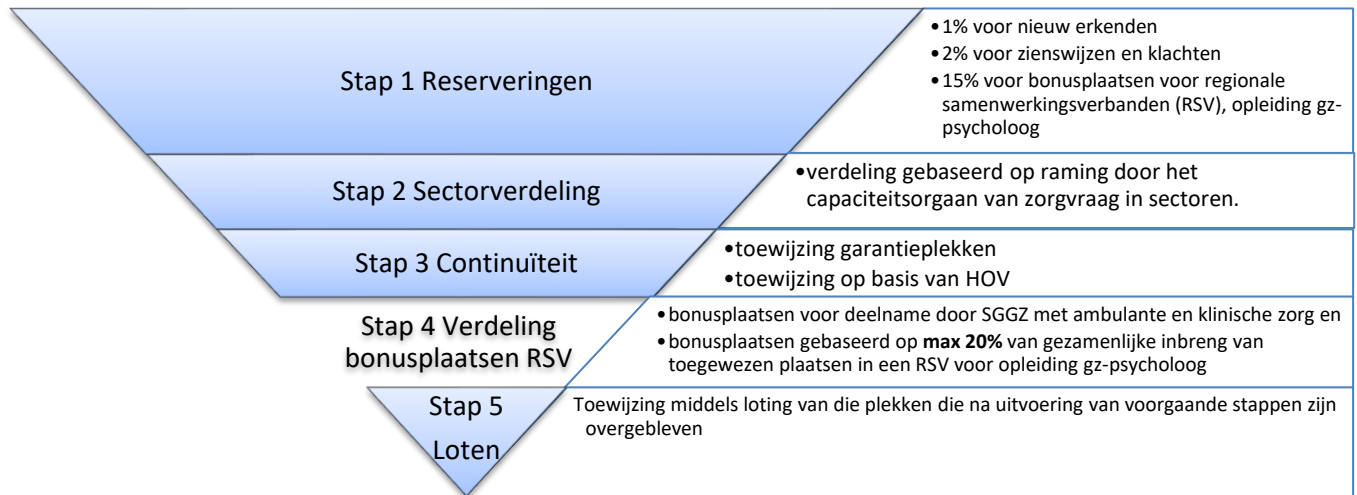 Stap 1 Reserveringen
•1% voor nieuw erkenden
•2% voor zienswijzen en klachten
•15% voor bonusplaatsen voor regionale
samenwerkingsverbanden (RSV), opleiding gz-
psycholoog
Stap 2 Sectorverdeling
•verdeling gebaseerd op raming door het
capaciteitsorgaan van zorgvraag in sectoren.
Stap 3 Continuïteit
•toewijzing garantieplekken
•toewijzing op basis van HOV
Stap 4 Verdeling
bonusplaatsen RSV
•bonusplaatsen voor deelname door SGGZ met ambulante en klinische zorg en
•bonusplaatsen gebaseerd op max 20% van gezamenlijke inbreng van
toegewezen plaatsen in een RSV voor opleiding gz-psycholoog
Stap 5
Loten
Toewijzing middels loting van die plekken die na uitvoering van voorgaande stappen zijn
overgebleven